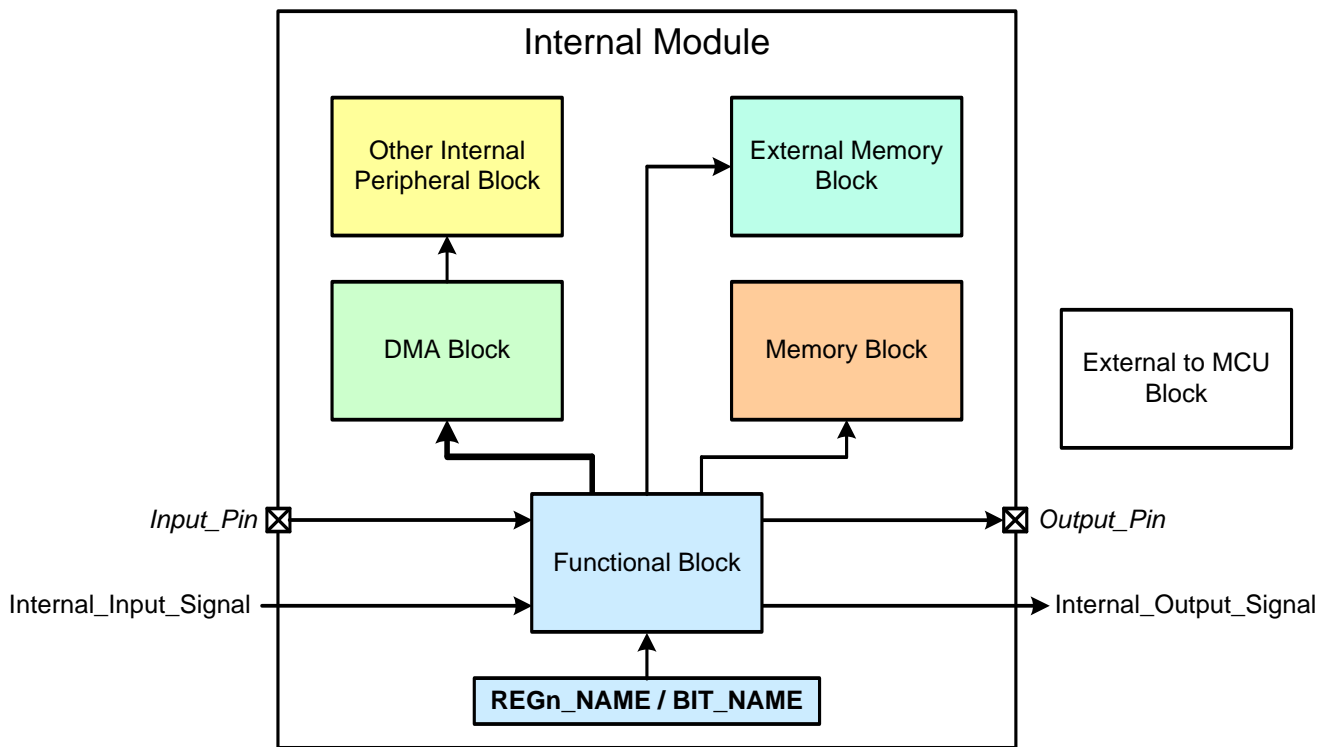 Internal Module
Other Internal
Peripheral Block
External Memory
Block
DMA Block
Memory Block
External to MCU
Block
Input_Pin
Functional Block
Output_Pin
Internal_Input_Signal
Internal_Output_Signal
REGn_NAME / BIT_NAME